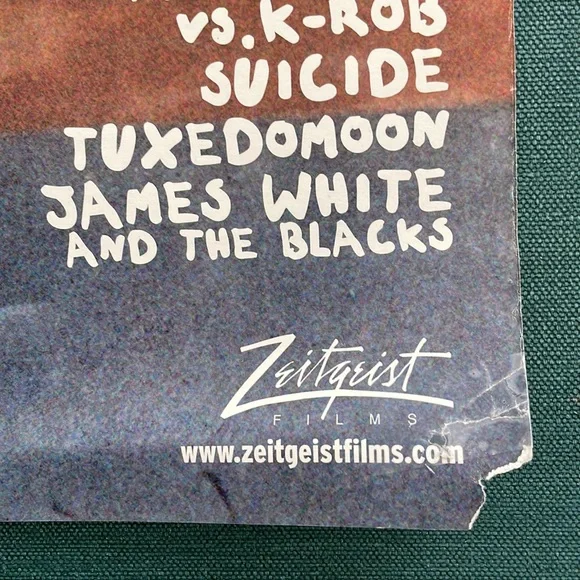 vs. K-ROB
SUICIDE
TUXEDOMOON
JAMES WHITE
AND THE BLACKS
Zeitgeist
FILMS
www.zeitgeistfilms.com